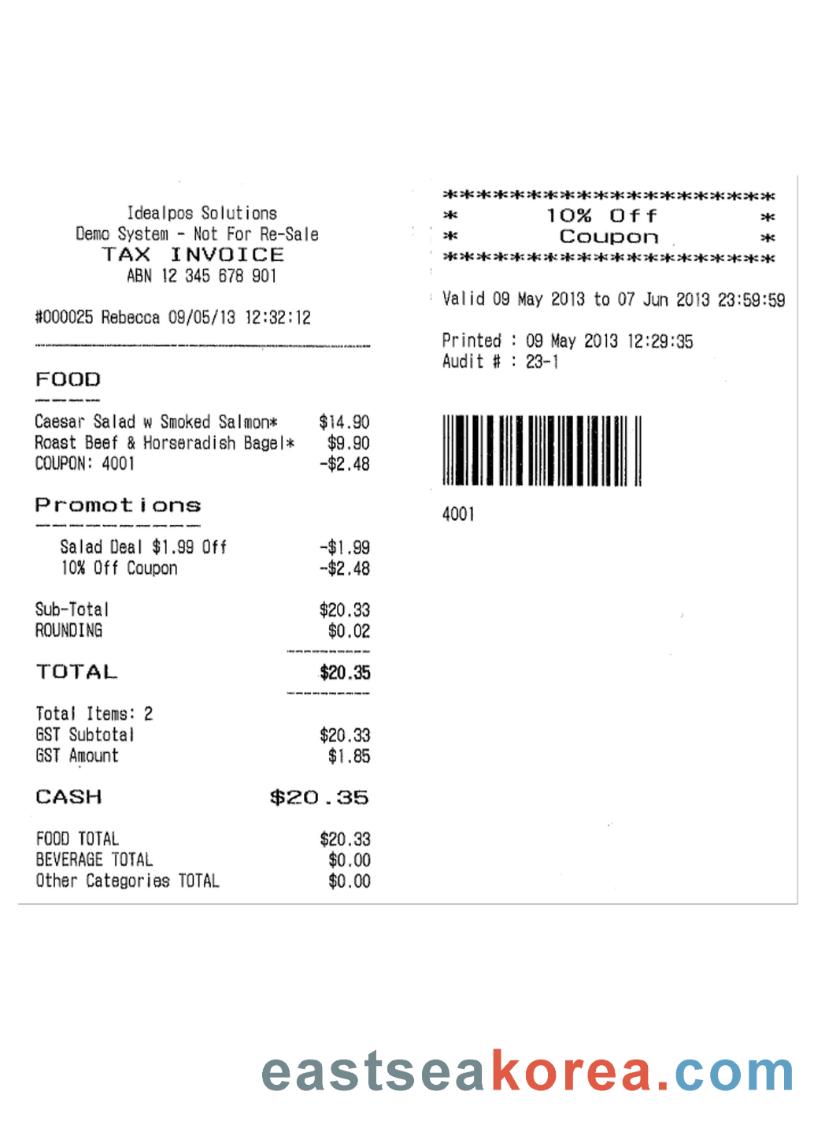 Idealpos Solutions
Demo System - Not For Re-Sale
TAX INVOICE
ABN 12 345 678 901
#000025 Rebecca 09/05/13 12:32:12
FOOD
Caesar Salad w Smoked Salmon* $14.90
Roast Beef & Horseradish Bagel* $9.90
COUPON: 4001 -$2.48
Promotions
Salad Deal $1.99 Off -$1.99
10% Off Coupon -$2.48
Sub-Total $20.33
ROUNDING $0.02
TOTAL $20.35
Total Items: 2
GST Subtotal $20.33
GST Amount $1.85
CASH $20.35
FOOD TOTAL $20.33
BEVERAGE TOTAL $0.00
Other Categories TOTAL $0.00
********************
* 10% Off *
* Coupon *
********************
Valid 09 May 2013 to 07 Jun 2013 23:59:59
Printed : 09 May 2013 12:29:35
Audit # : 23-1
4001
eastseakorea.com